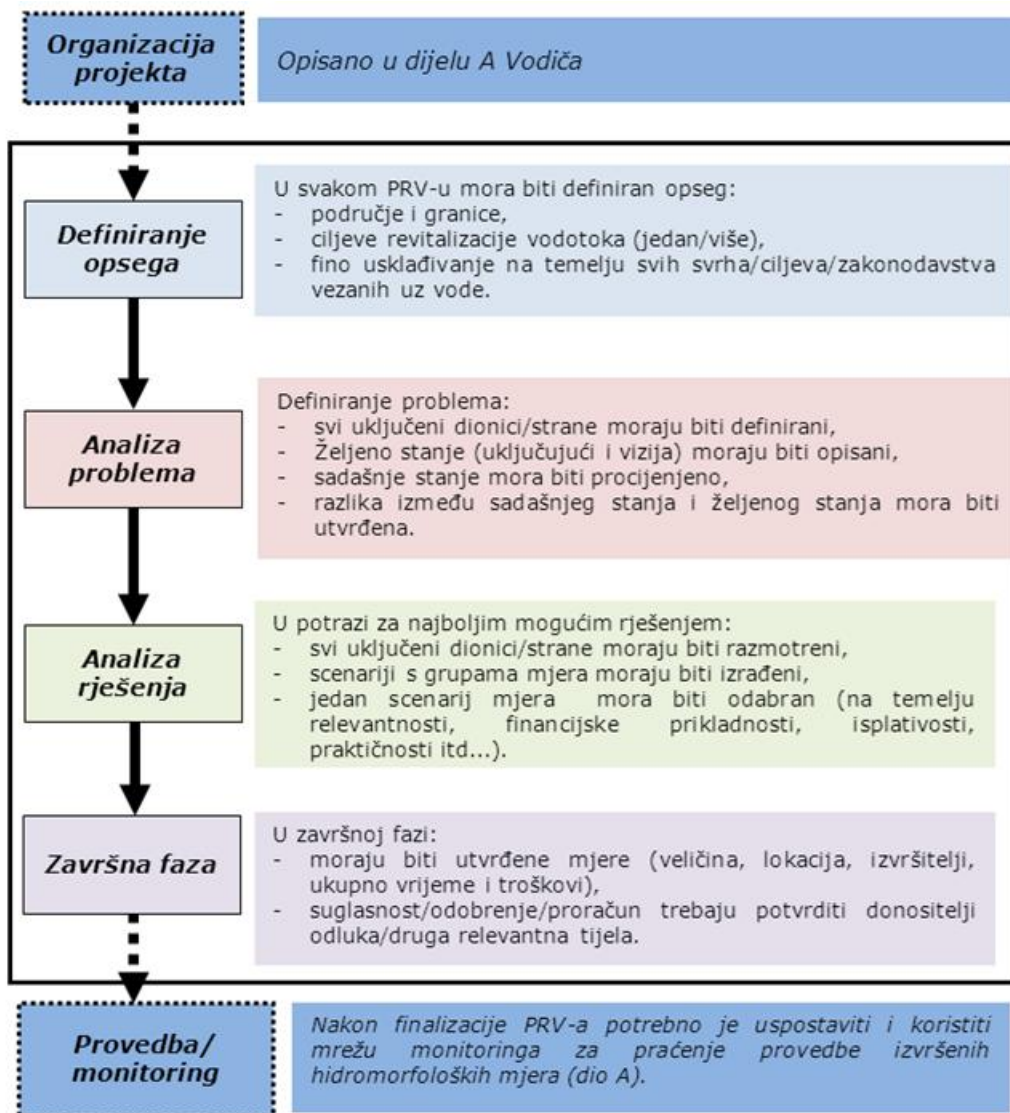 Organizacija
projekta
Opisano u dijelu A Vodiča
Definiranje
opsega
U svakom PRV-u mora biti definiran opseg:
- područje i granice,
- ciljeve revitalizacije vodotoka (jedan/više),
- fino usklađivanje na temelju svih svrha/ciljeva/zakonodavstva
vezanih uz vode.
Analiza
problema
Definiranje problema:
- svi uključeni dionici/strane moraju biti definirani,
- Željeno stanje (uključujući i vizija) moraju biti opisani,
- sadašnje stanje mora biti procijenjeno,
- razlika između sadašnjeg stanja i željenog stanja mora biti
utvrđena.
Analiza
rješenja
U potrazi za najboljim mogućim rješenjem:
- svi uključeni dionici/strane moraju biti razmotreni,
- scenariji s grupama mjera moraju biti izrađeni,
- jedan scenarij mjera mora biti odabran (na temelju
relevantnosti, financijske prikladnosti, isplativosti,
praktičnosti itd...).
Završna faza
U završnoj fazi:
- moraju biti utvrđene mjere (veličina, lokacija, izvršitelji,
ukupno vrijeme i troškovi),
- suglasnost/odobrenje/proračun trebaju potvrditi donositelji
odluka/druga relevantna tijela.
Provedba/
monitoring
Nakon finalizacije PRV-a potrebno je uspostaviti i koristiti
mrežu monitoringa za praćenje provedbe izvršenih
hidromorfoloških mjera (dio A).